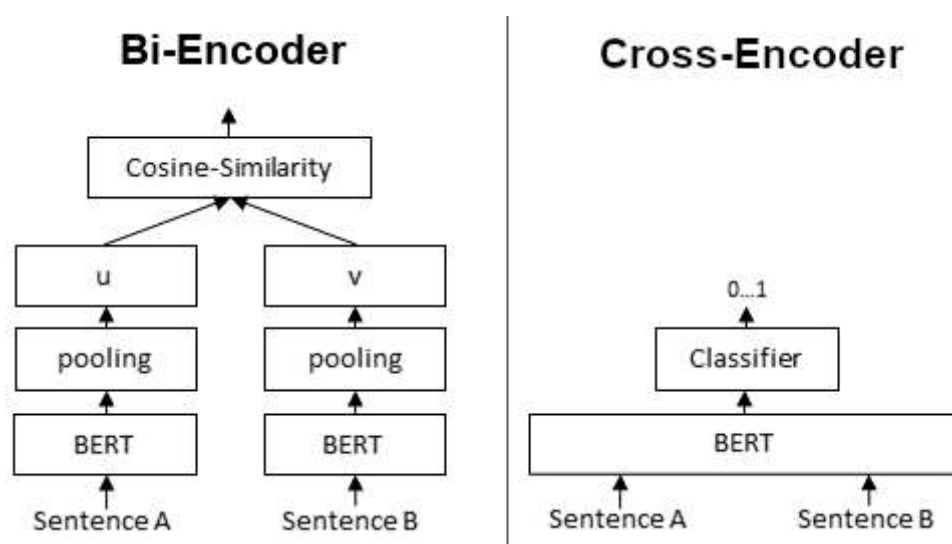 Bi-Encoder
Cosine-Similarity
u v
pooling pooling
BERT BERT
Sentence A Sentence B
Cross-Encoder
0...1
Classifier
BERT
Sentence A Sentence B